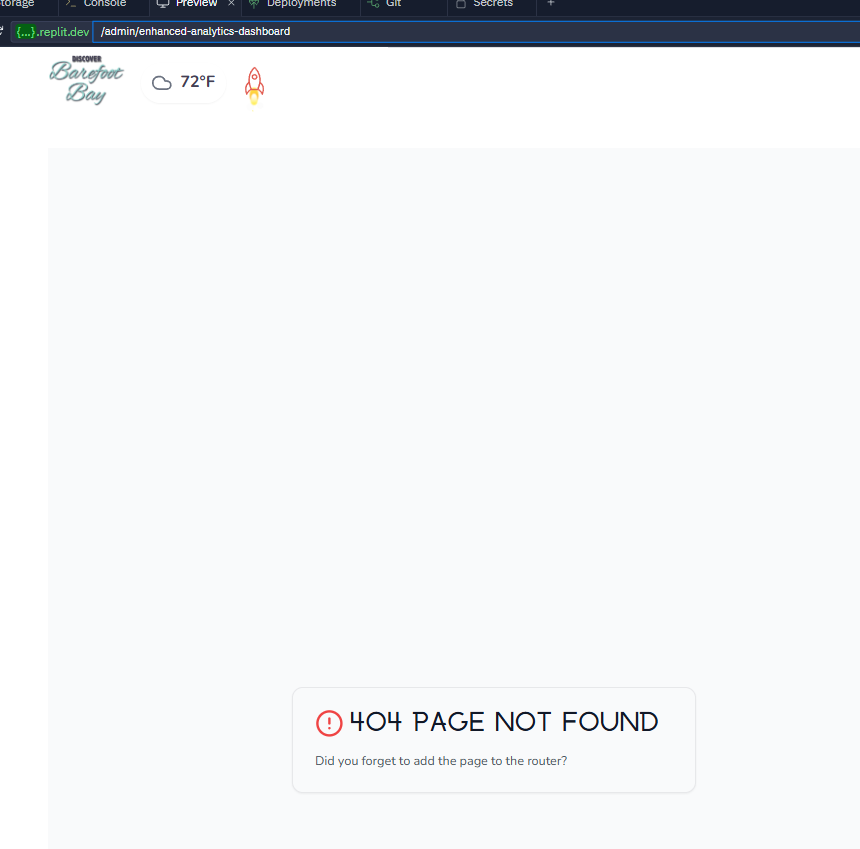 torage
Console
Preview
Deployments
Git
Secrets
{...}.replit.dev
/admin/enhanced-analytics-dashboard
DISCOVER
Barefoot
Bay
72°F
404 PAGE NOT FOUND
Did you forget to add the page to the router?